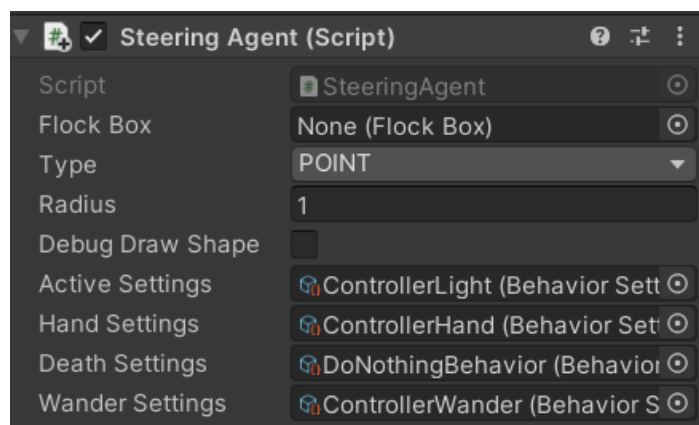 Steering Agent (Script)
Script SteeringAgent
Flock Box None (Flock Box)
Type POINT
Radius 1
Debug Draw Shape
Active Settings ControllerLight (Behavior Sett
Hand Settings ControllerHand (Behavior Sett
Death Settings DoNothingBehavior (Behavior
Wander Settings ControllerWander (Behavior S